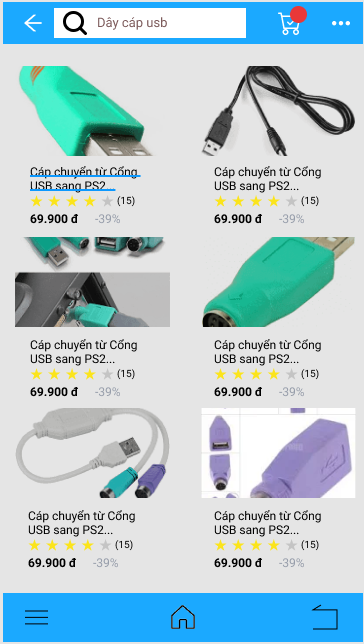 Dây cáp usb
Cáp chuyển từ Cổng
USB sang PS2...
(15)
69.900 đ -39%
Cáp chuyển từ Cổng
USB sang PS2...
(15)
69.900 đ -39%
Cáp chuyển từ Cổng
USB sang PS2...
(15)
69.900 đ -39%
Cáp chuyển từ Cổng
USB sang PS2...
(15)
69.900 đ -39%
Cáp chuyển từ Cổng
USB sang PS2...
(15)
69.900 đ -39%
Cáp chuyển từ Cổng
USB sang PS2...
(15)
69.900 đ -39%